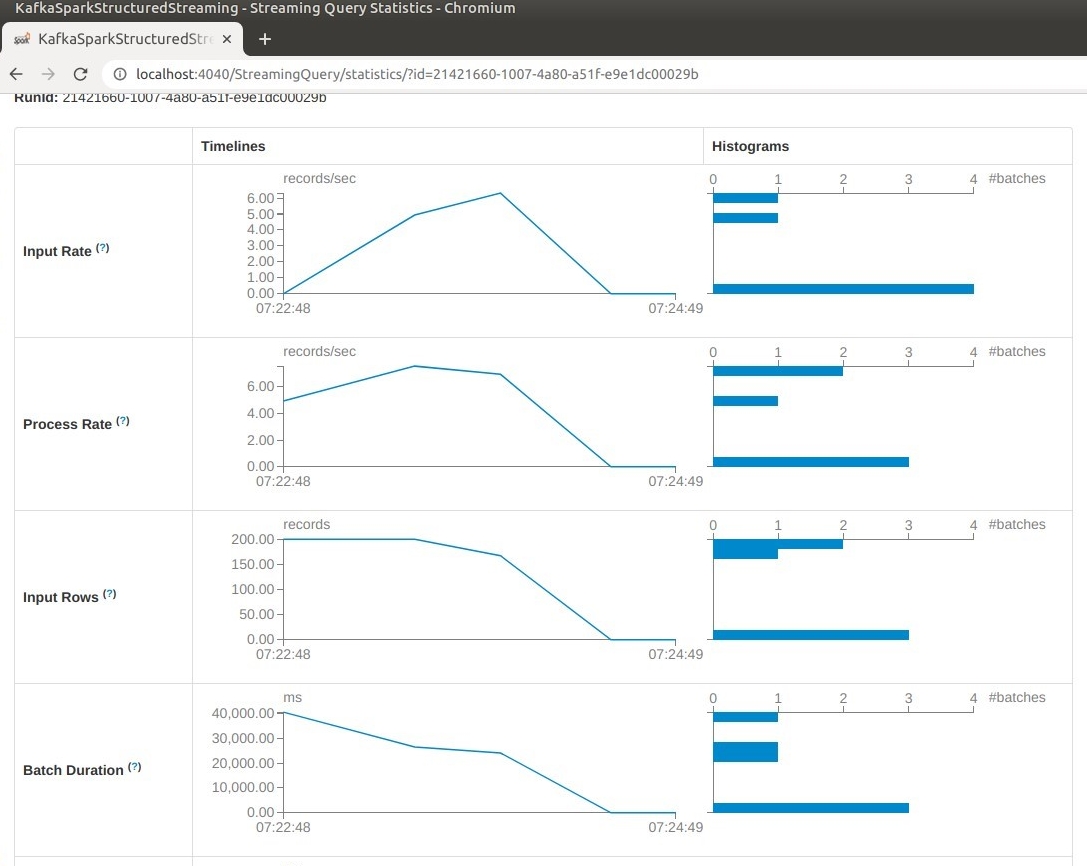 KafkaSparkStructuredStreaming - Streaming Query Statistics - Chromium
KafkaSparkStructuredStre
localhost:4040/StreamingQuery/statistics/?id=21421660-1007-4a80-a51f-e9e1dc00029b
RunId: 21421660-1007-4a80-a51f-e9e1dc00029b
Timelines Histograms
Input Rate (?)
records/sec
6.00
5.00
4.00
3.00
2.00
1.00
0.00
07:22:48 07:24:49
0 1 2 3 4 #batches
Process Rate (?)
records/sec
6.00
4.00
2.00
0.00
07:22:48 07:24:49
0 1 2 3 4 #batches
Input Rows (?)
records
200.00
150.00
100.00
50.00
0.00
07:22:48 07:24:49
0 1 2 3 4 #batches
Batch Duration (?)
ms
40,000.00
30,000.00
20,000.00
10,000.00
0.00
07:22:48 07:24:49
0 1 2 3 4 #batches